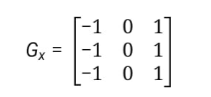 Gₓ = [−1 0 1
−1 0 1
−1 0 1]